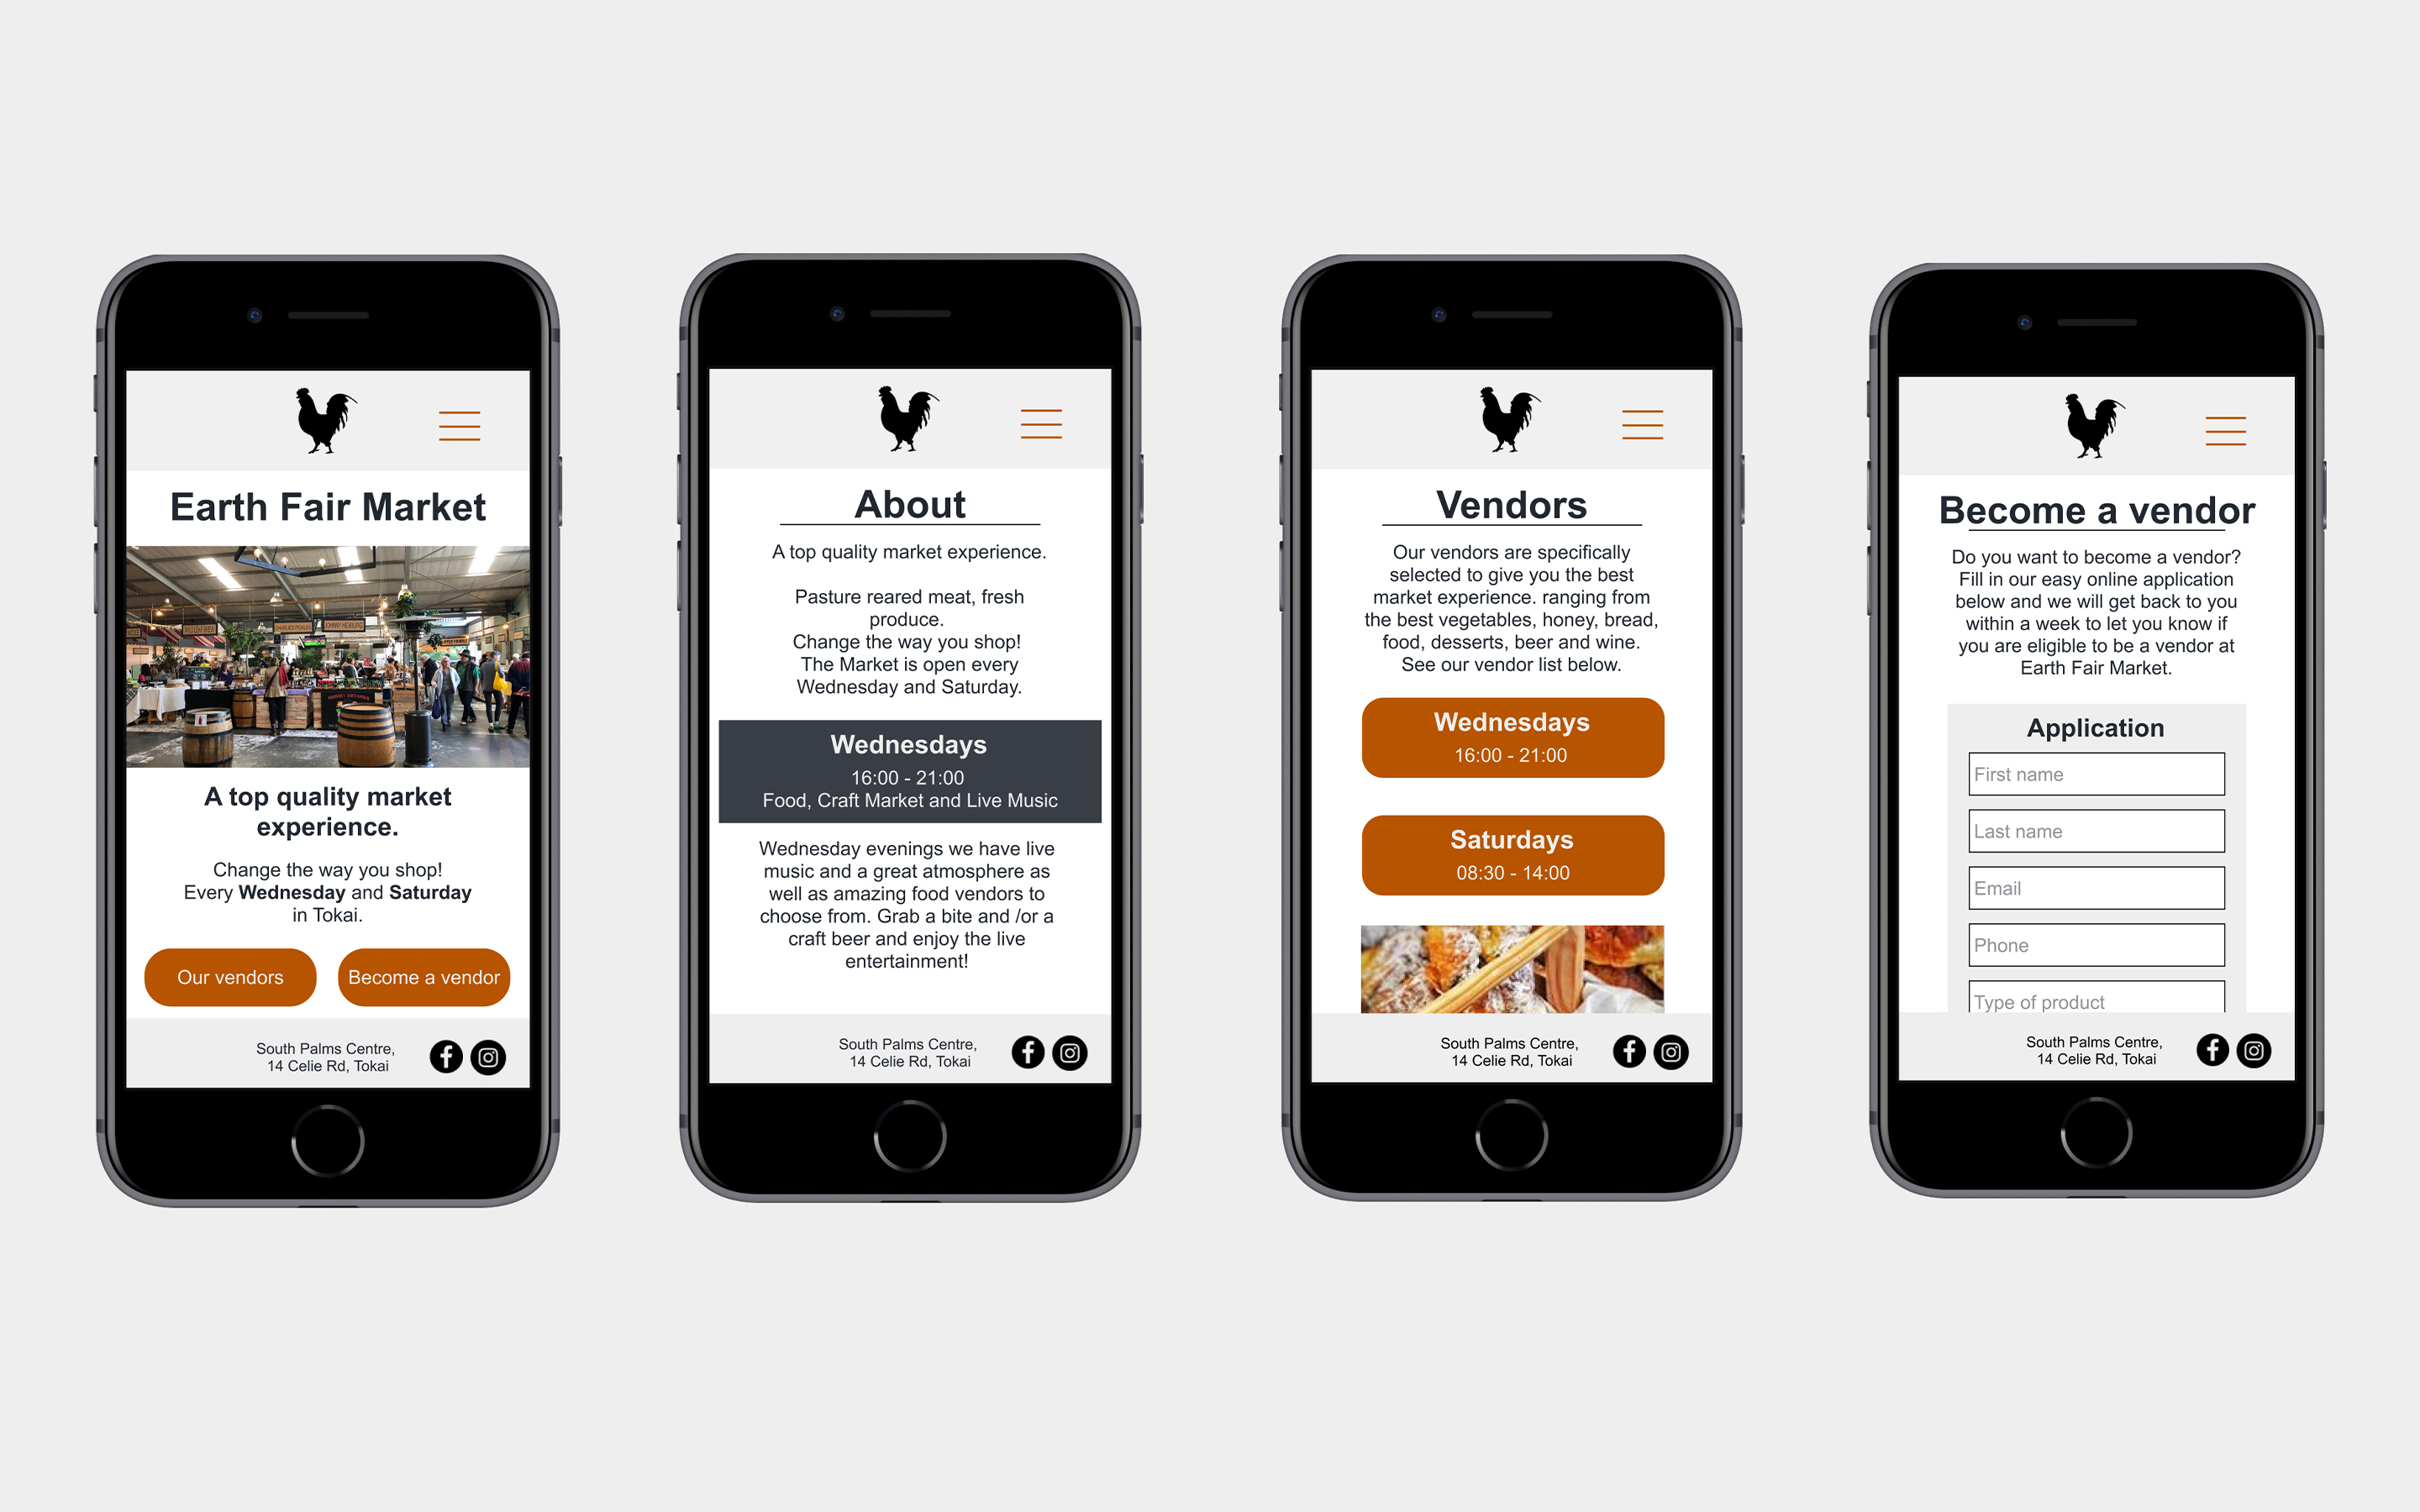 Earth Fair Market
A top quality market
experience.
Change the way you shop!
Every Wednesday and Saturday
in Tokai.
Our vendors
Become a vendor
South Palms Centre,
14 Celie Rd, Tokai
About
A top quality market experience.
Pasture reared meat, fresh
produce.
Change the way you shop!
The Market is open every
Wednesday and Saturday.
Wednesdays
16:00 - 21:00
Food, Craft Market and Live Music
Wednesday evenings we have live
music and a great atmosphere as
well as amazing food vendors to
choose from. Grab a bite and /or a
craft beer and enjoy the live
entertainment!
South Palms Centre,
14 Celie Rd, Tokai
Vendors
Our vendors are specifically
selected to give you the best
market experience. ranging from
the best vegetables, honey, bread,
food, desserts, beer and wine.
See our vendor list below.
Wednesdays
16:00 - 21:00
Saturdays
08:30 - 14:00
South Palms Centre,
14 Celie Rd, Tokai
Become a vendor
Do you want to become a vendor?
Fill in our easy online application
below and we will get back to you
within a week to let you know if
you are eligible to be a vendor at
Earth Fair Market.
Application
First name
Last name
Email
Phone
Type of product
South Palms Centre,
14 Celie Rd, Tokai